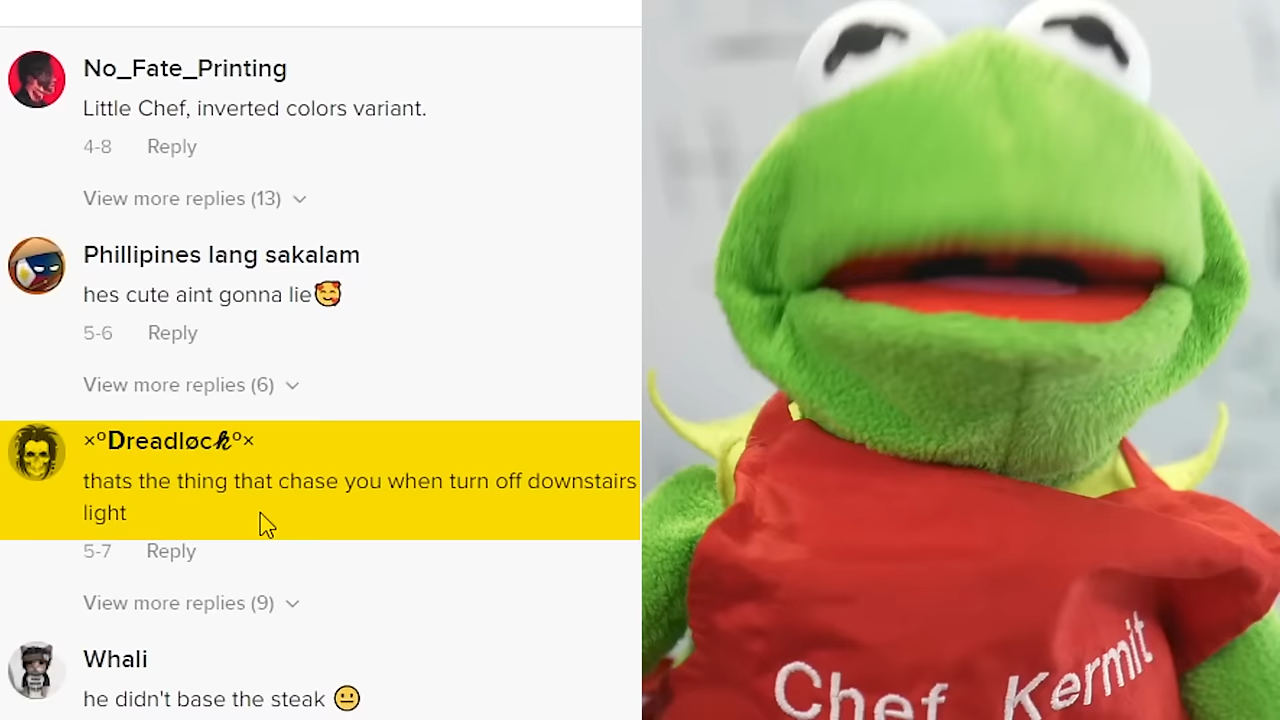 No_Fate_Printing
Little Chef, inverted colors variant.
4-8 Reply
View more replies (13)
Phillipines lang sakalam
hes cute aint gonna lie🥰
5-6 Reply
View more replies (6)
×ºDreadløc𝓀º×
thats the thing that chase you when turn off downstairs
light
5-7 Reply
View more replies (9)
Whali
he didn't base the steak 😐
Chef Kermit